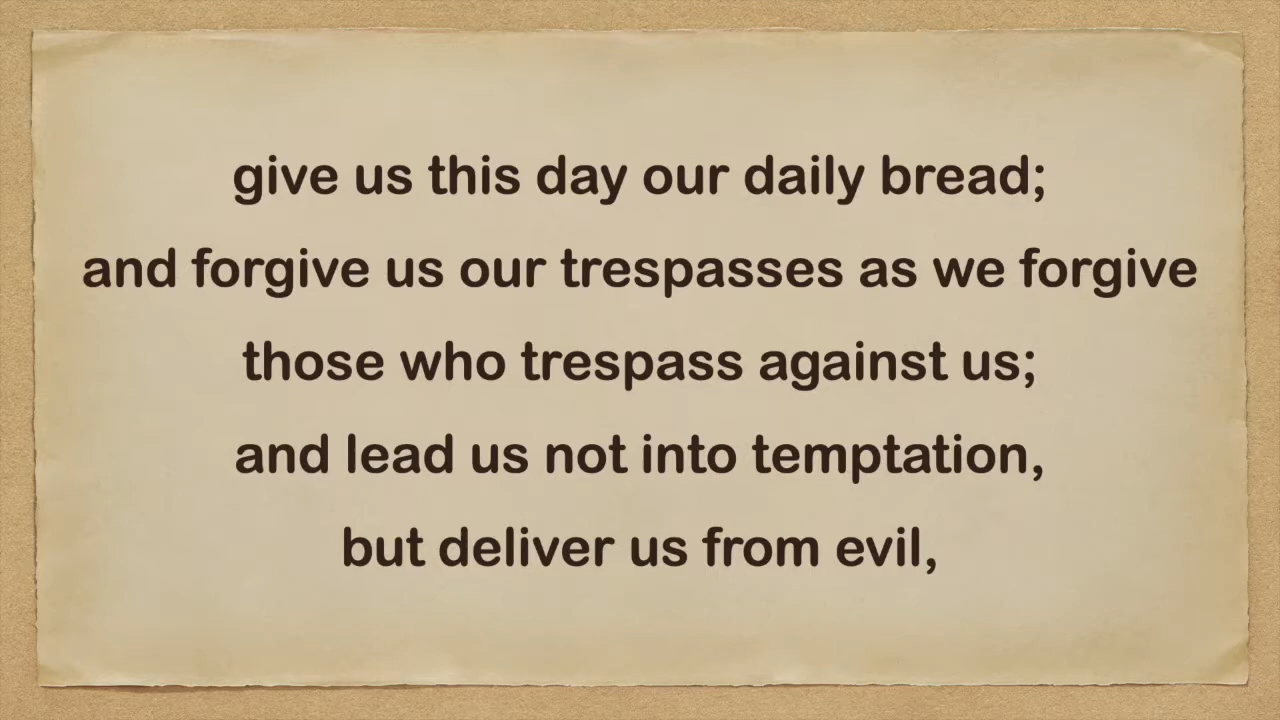 give us this day our daily bread;
and forgive us our trespasses as we forgive
those who trespass against us;
and lead us not into temptation,
but deliver us from evil,